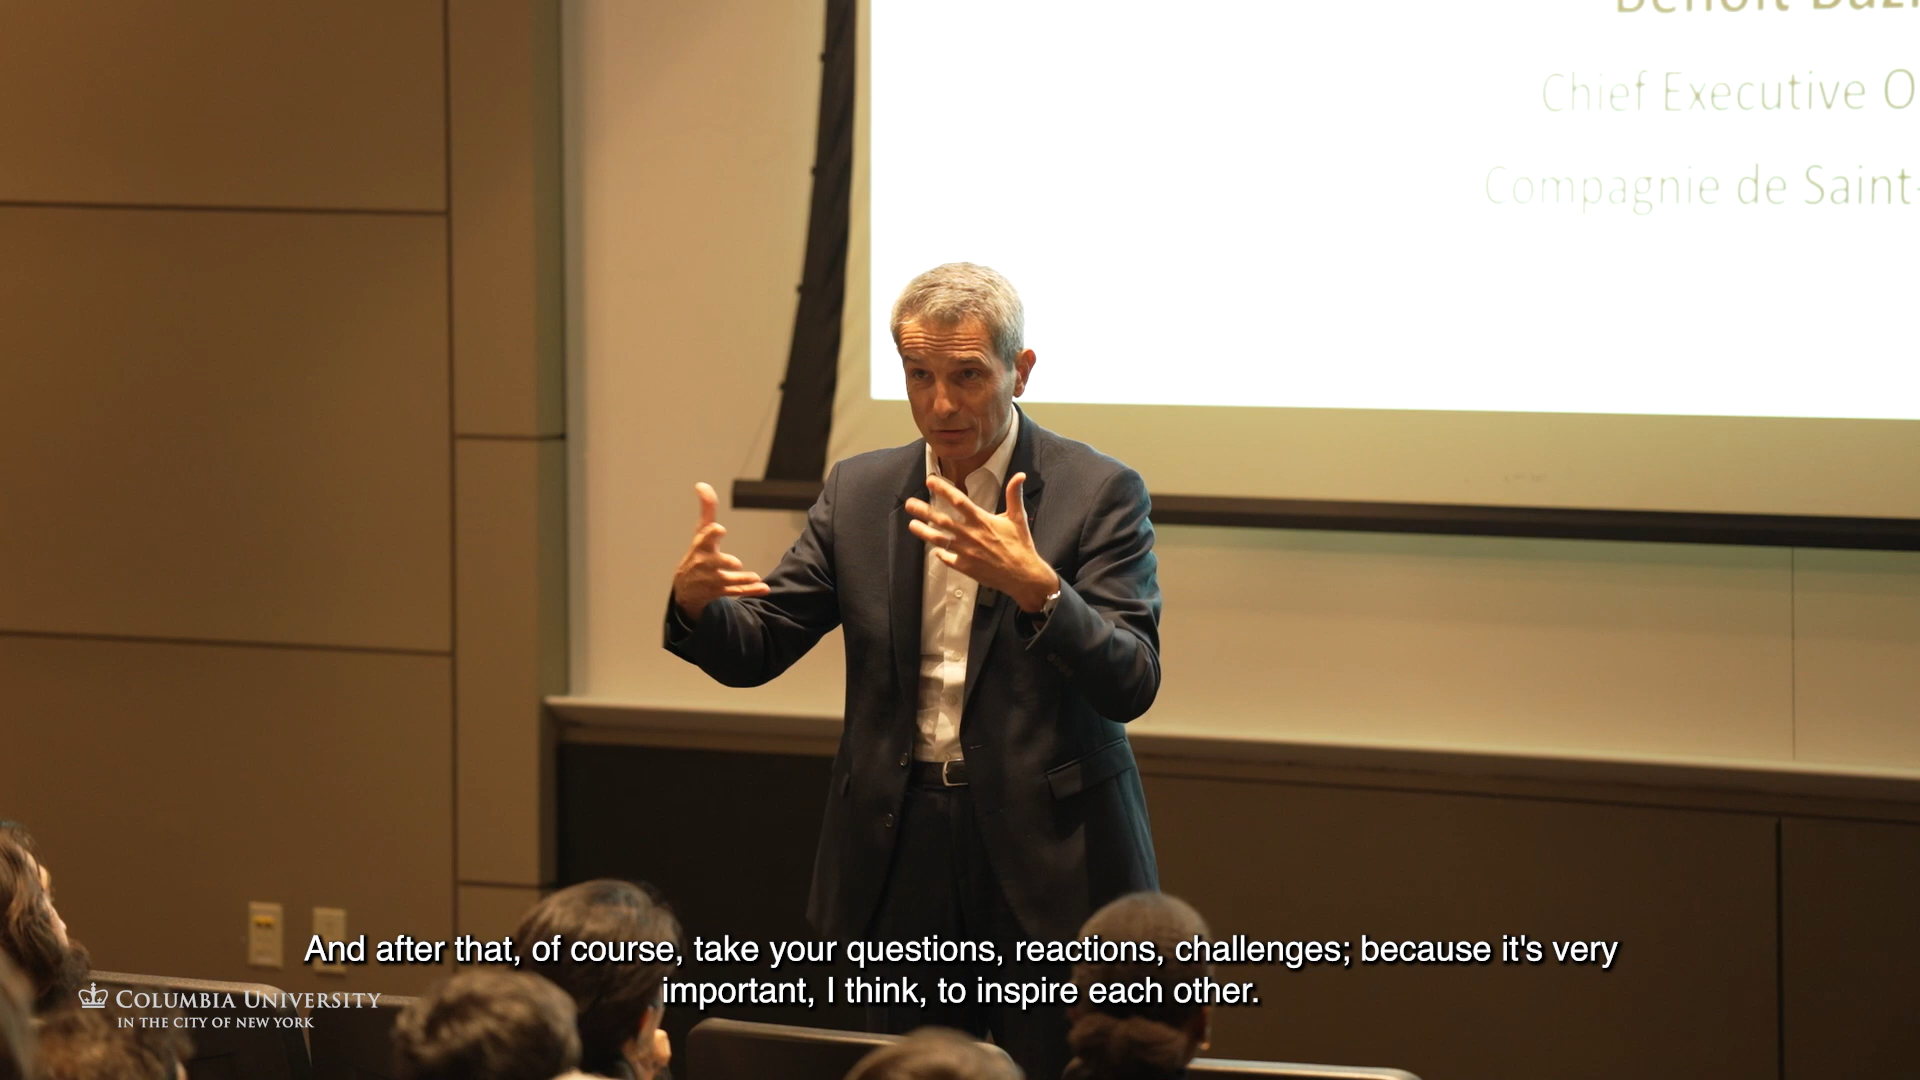 Benoit
Chief Executive O
Compagnie de Saint-
And after that, of course, take your questions, reactions, challenges; because it's very
important, I think, to inspire each other.
COLUMBIA UNIVERSITY
IN THE CITY OF NEW YORK